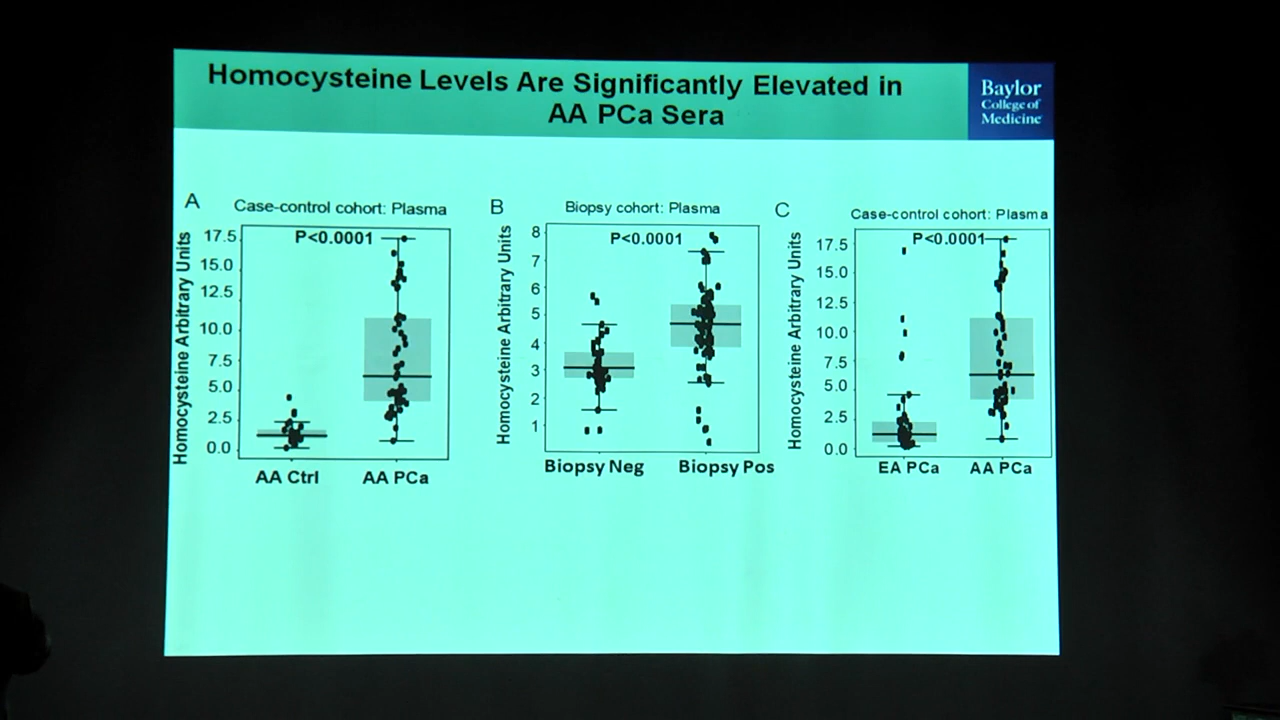 Homocysteine Levels Are Significantly Elevated in
AA PCa Sera
Baylor
College of
Medicine
A
Case-control cohort: Plasma
P<0.0001
Homocysteine Arbitrary Units
17.5
15.0
12.5
10.0
7.5
5.0
2.5
0.0
AA Ctrl
AA PCa
B
Biopsy cohort: Plasma
P<0.0001
Homocysteine Arbitrary Units
8
7
6
5
4
3
2
1
Biopsy Neg
Biopsy Pos
C
Case-control cohort: Plasma
P<0.0001
Homocysteine Arbitrary Units
17.5
15.0
12.5
10.0
7.5
5.0
2.5
0.0
EA PCa
AA PCa